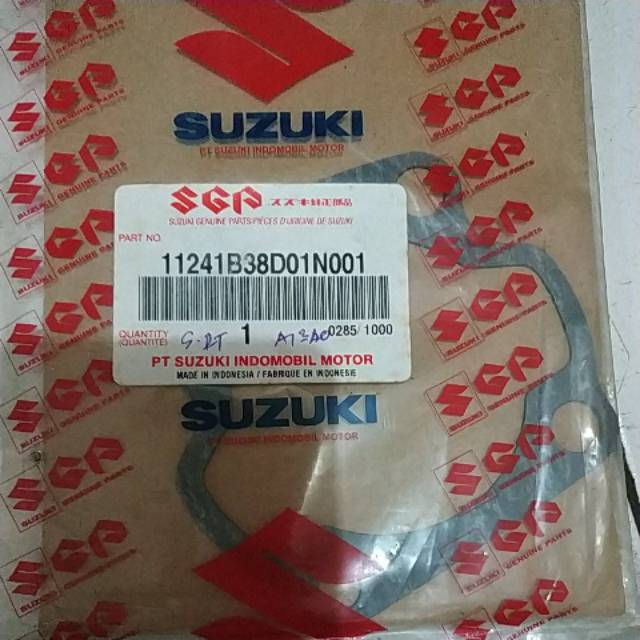 SUZUKI
PT SUZUKI INDOMOBIL MOTOR
SGP スズキ純正部品
SUZUKI GENUINE PARTS/PIÈCES D'ORIGINE DE SUZUKI
PART NO.
11241B38D01N001
QUANTITY
(QUANTITE)
1
0285/1000
PT SUZUKI INDOMOBIL MOTOR
MADE IN INDONESIA / FABRIQUE EN INDONESIE
SUZUKI
PT SUZUKI INDOMOBIL MOTOR
SGP
SUZUKI
GENUINE PARTS